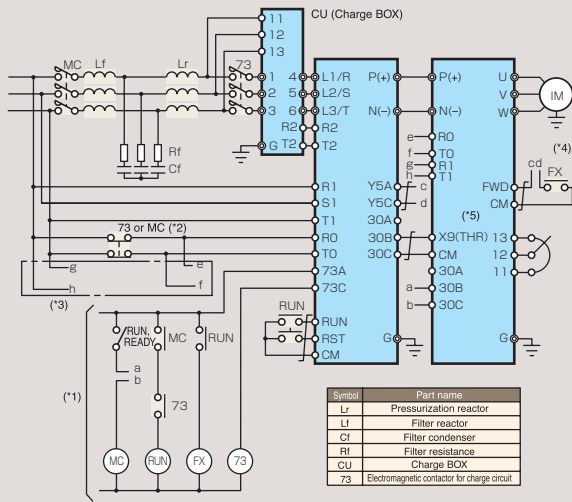 CU (Charge BOX)
11
12
13
MC Lf Lr 73
1 4 L1/R P(+) P(+) U
2 5 L2/S V IM
3 6 L3/T N(-) N(-) W
R2 R2
G T2 T2
Rf
Cf
e R0
f T0
g R1
h T1
(*4)
cd FX
R1 Y5A c FWD
S1 Y5C d CM
T1 30A (*5)
73 or MC (*2)
R0 30B X9(THR) 13
T0 30C CM 12
e
g
f
h
(*3)
73A 30A 11
73C a 30B
b 30C
RUN
RUN
RST
CM
G G
RUN, READY MC RUN
a
b
(*1)
73
MC RUN FX 73
Symbol Part name
Lr Pressurization reactor
Lf Filter reactor
Cf Filter condenser
Rf Filter resistance
CU Charge BOX
73 Electromagnetic contactor for charge circuit